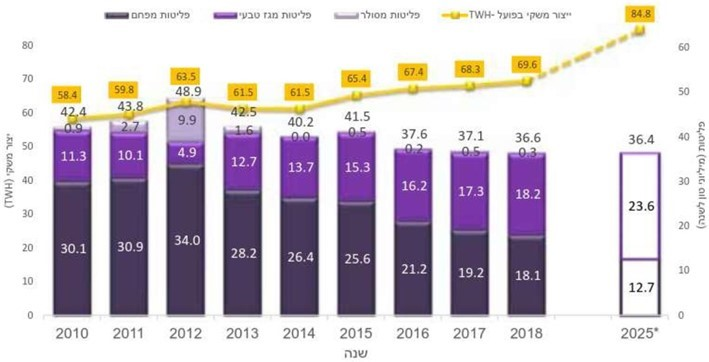 פליטות מפחם פליטות מגז טבעי פליטות מסולר ייצור משקי בפועל -TWH
80
70
60
50
40
30
20
10
0
יצור משקי (TWH)
60
50
40
30
20
10
0
58.4 59.8 63.5 61.5 61.5 65.4 67.4 68.3 69.6 84.8
42.4 43.8 48.9 42.5 40.2 41.5 37.6 37.1 36.6 36.4
0.9 2.7 9.9 1.6 0.0 0.5 0.2 0.5 0.3
11.3 10.1 4.9 12.7 13.7 15.3 16.2 17.3 18.2 23.6
30.1 30.9 34.0 28.2 26.4 25.6 21.2 19.2 18.1 12.7
2010 2011 2012 2013 2014 2015 2016 2017 2018 2025*
שנה
פליטות פחמן (מיליוני טון לשנה)